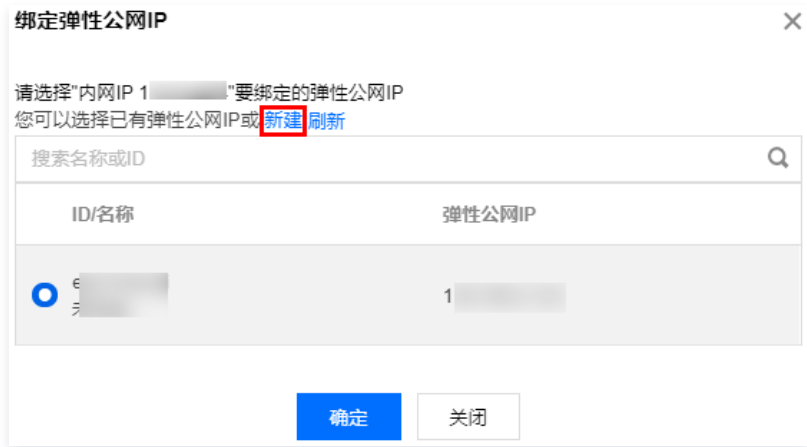 绑定弹性公网IP
请选择"内网IP 1 "要绑定的弹性公网IP
您可以选择已有弹性公网IP或 新建 刷新
搜索名称或ID
ID/名称 弹性公网IP
e 1
确定 关闭